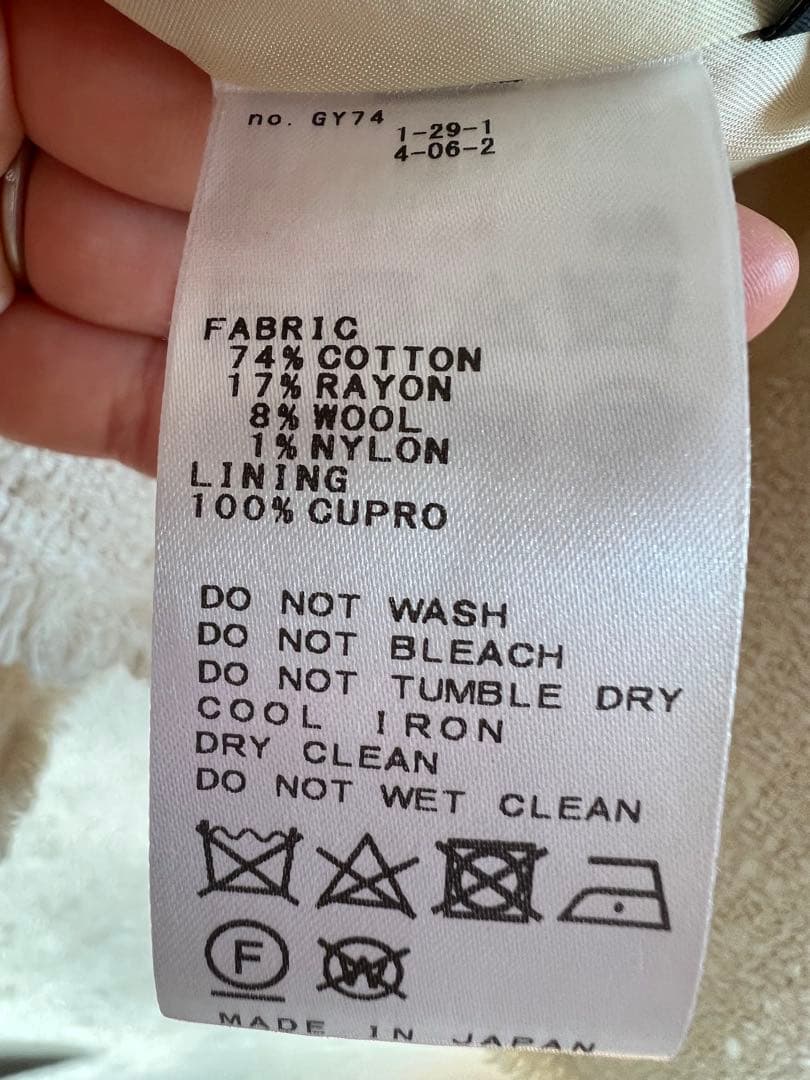 no. GY74
1-29-1
4-06-2
FABRIC
74% COTTON
17% RAYON
8% WOOL
1% NYLON
LINING
100% CUPRO
DO NOT WASH
DO NOT BLEACH
DO NOT TUMBLE DRY
COOL IRON
DRY CLEAN
DO NOT WET CLEAN
F W
MADE IN JAPAN